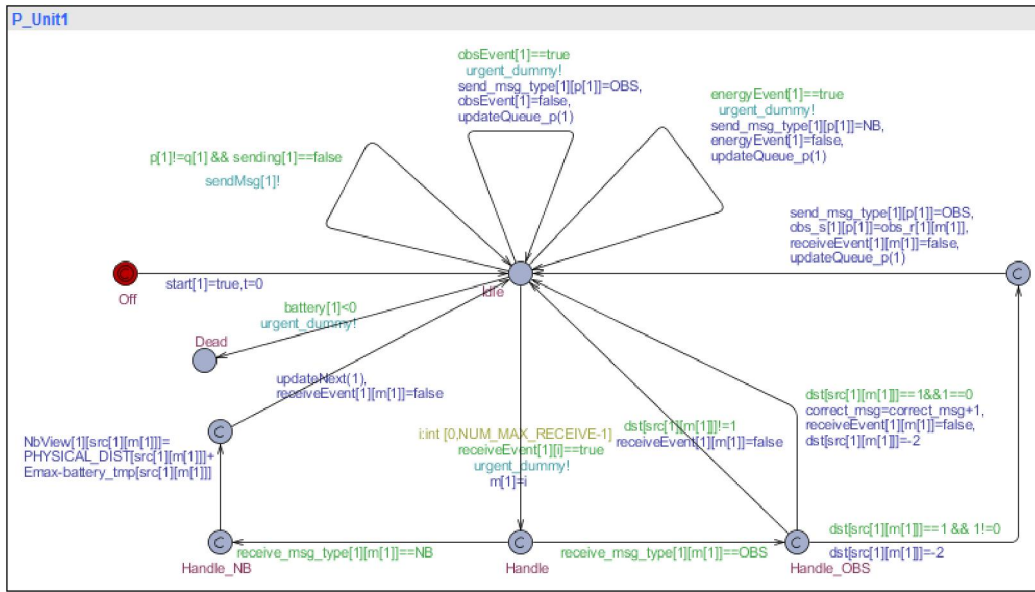 P_Unit1
obsEvent[1]==true
urgent_dummy!
send_msg_type[1][p[1]]=OBS,
obsEvent[1]=false,
updateQueue_p(1)
energyEvent[1]==true
urgent_dummy!
send_msg_type[1][p[1]]=NB,
energyEvent[1]=false,
updateQueue_p(1)
p[1]!=q[1] && sending[1]==false
sendMsg[1]!
send_msg_type[1][p[1]]=OBS,
obs_s[1][p[1]]=obs_r[1][m[1]],
receiveEvent[1][m[1]]=false,
updateQueue_p(1)
C
C
Off
start[1]=true,t=0
Idle
battery[1]<0
urgent_dummy!
Dead
updateNext(1),
receiveEvent[1][m[1]]=false
dst[src[1][m[1]]]==1&&1==0
correct_msg=correct_msg+1,
receiveEvent[1][m[1]]=false,
dst[src[1][m[1]]]=-2
i:int [0,NUM_MAX_RECEIVE-1]
receiveEvent[1][i]==true
urgent_dummy!
m[1]=i
dst[src[1][m[1]]]!=1
receiveEvent[1][m[1]]=false
C
NbView[1][src[1][m[1]]]=
PHYSICAL_DIST[src[1][m[1]]]+
Emax-battery_tmp[src[1][m[1]]]
C
receive_msg_type[1][m[1]]==NB
C
receive_msg_type[1][m[1]]==OBS
C
dst[src[1][m[1]]]==1 && 1!=0
dst[src[1][m[1]]]=-2
Handle_NB
Handle
Handle_OBS